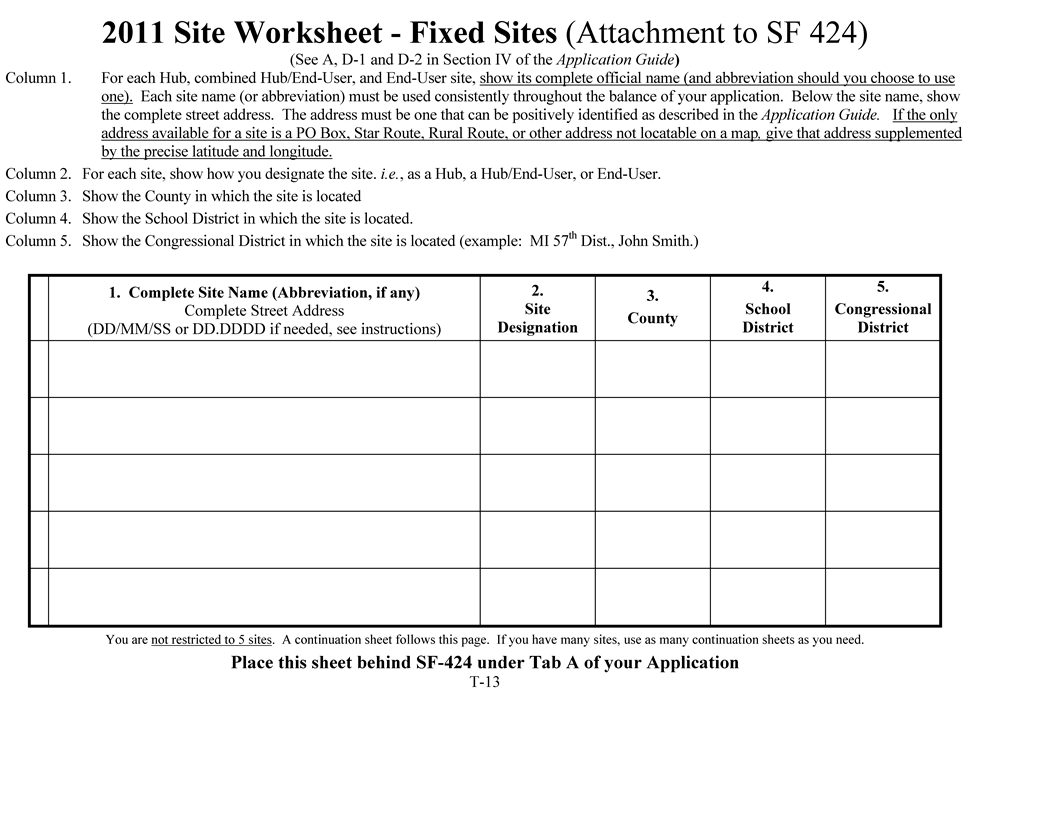 2011 Site Worksheet - Fixed Sites (Attachment to SF 424)
(See A, D-1 and D-2 in Section IV of the Application Guide)
Column 1. For each Hub, combined Hub/End-User, and End-User site, show its complete official name (and abbreviation should you choose to use
one). Each site name (or abbreviation) must be used consistently throughout the balance of your application. Below the site name, show
the complete street address. The address must be one that can be positively identified as described in the Application Guide. If the only
address available for a site is a PO Box, Star Route, Rural Route, or other address not locatable on a map, give that address supplemented
by the precise latitude and longitude.
Column 2. For each site, show how you designate the site. i.e., as a Hub, a Hub/End-User, or End-User.
Column 3. Show the County in which the site is located
Column 4. Show the School District in which the site is located.
Column 5. Show the Congressional District in which the site is located (example: MI 57th Dist., John Smith.)
1. Complete Site Name (Abbreviation, if any)
Complete Street Address
(DD/MM/SS or DD.DDDD if needed, see instructions)
2.
Site
Designation
3.
County
4.
School
District
5.
Congressional
District
You are not restricted to 5 sites. A continuation sheet follows this page. If you have many sites, use as many continuation sheets as you need.
Place this sheet behind SF-424 under Tab A of your Application
T-13